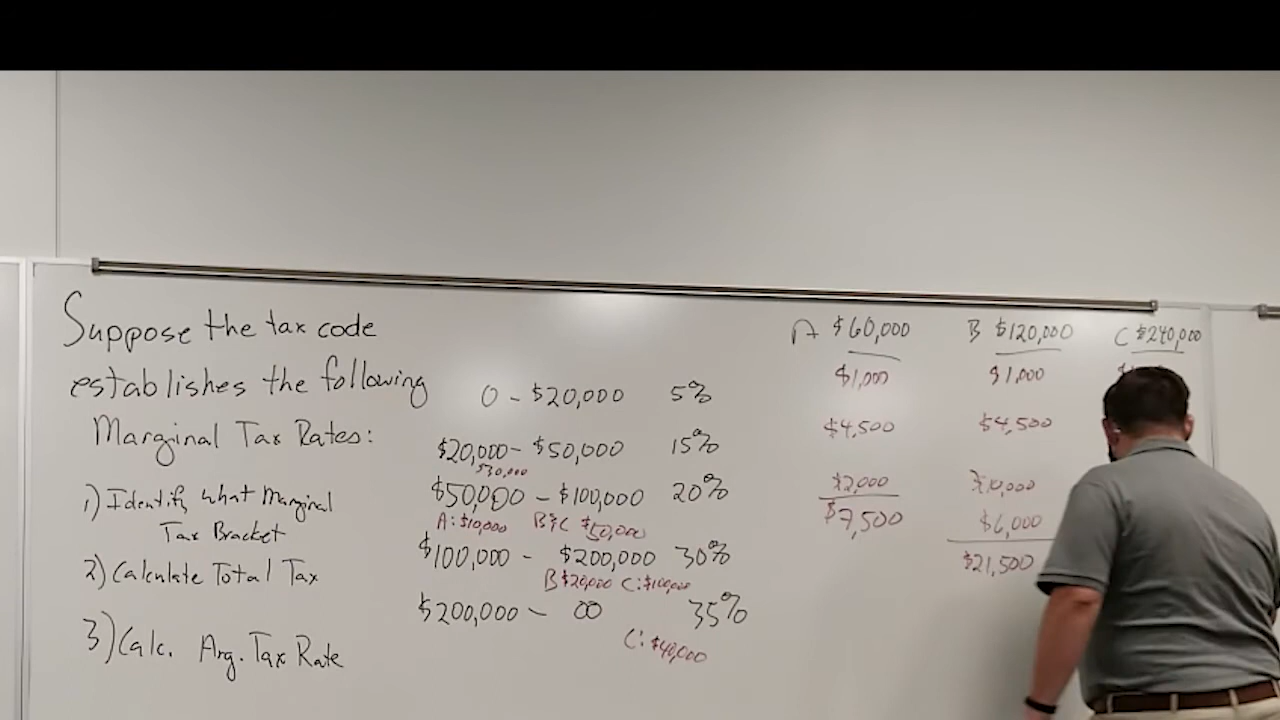 Suppose the tax code
establishes the following
Marginal Tax Rates:
1) Identify what Marginal
Tax Bracket
2) Calculate Total Tax
3) Calc. Avg. Tax Rate
0 - $20,000 5%
$20,000 - $50,000 15%
$30,000
$50,000 - $100,000 20%
A: $10,000 B&C $50,000
$100,000 - $200,000 30%
B $20,000 C: $100,000
$200,000 - ∞ 35%
C: $40,000
A $60,000
$1,000
$4,500
$2,000
$7,500
B $120,000
$1,000
$4,500
$10,000
$6,000
$21,500
C $240,000